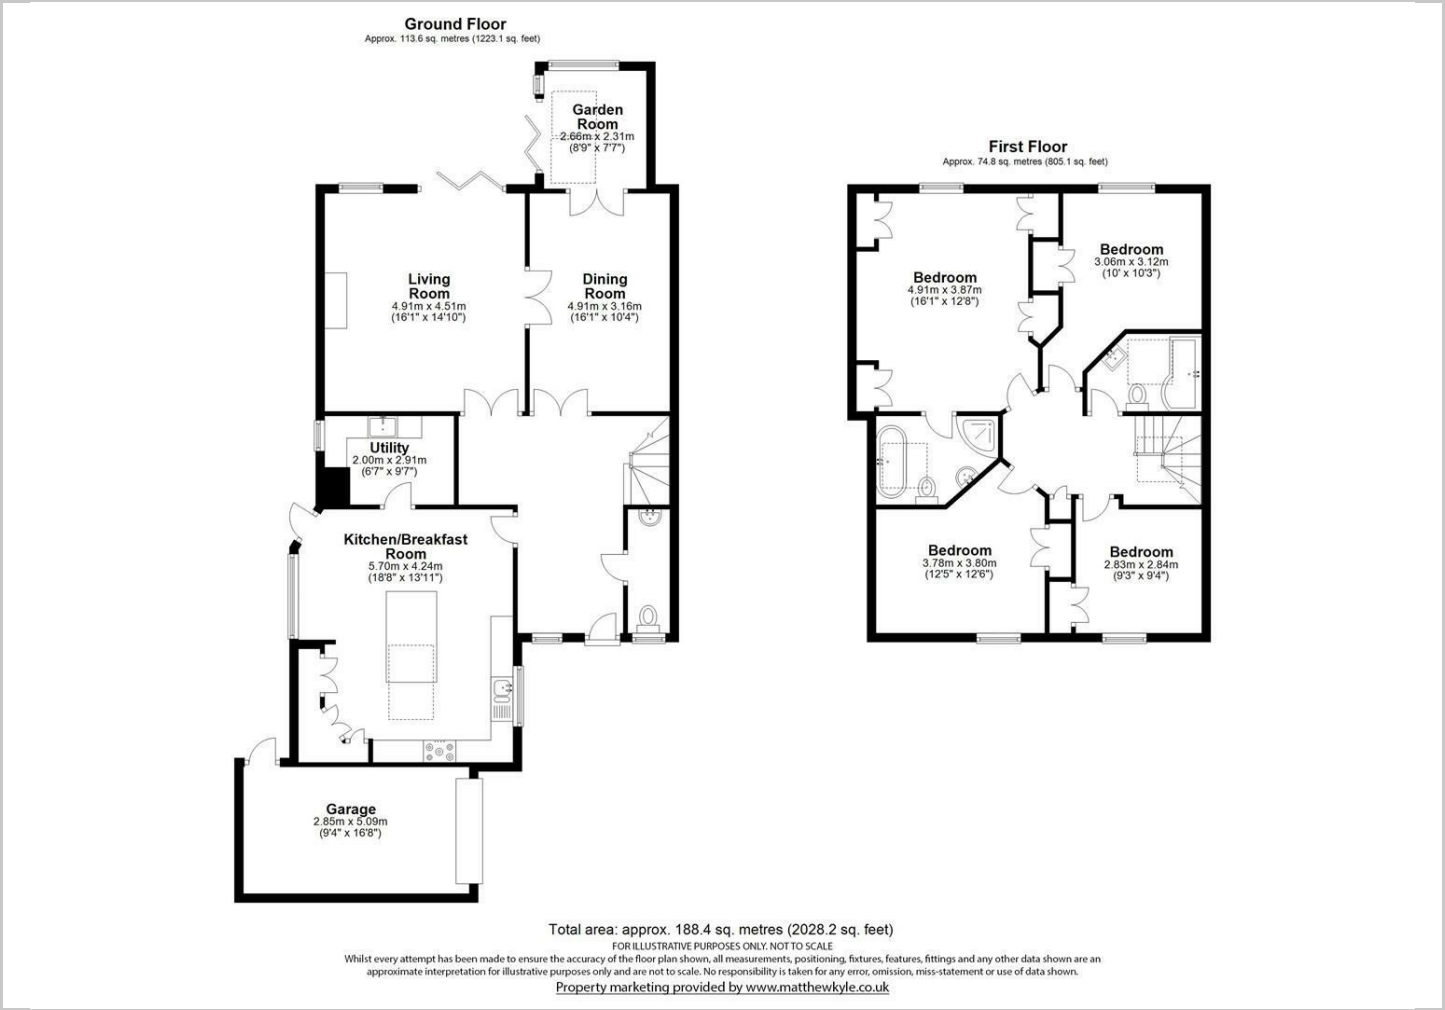 Ground Floor
Approx. 113.6 sq. metres (1223.1 sq. feet)
Garden
Room
2.66m x 2.31m
(8'9" x 7'7")
Living
Room
4.91m x 4.51m
(16'1" x 14'10")
Dining
Room
4.91m x 3.16m
(16'1" x 10'4")
Utility
2.00m x 2.91m
(6'7" x 9'7")
Kitchen/Breakfast
Room
5.70m x 4.24m
(18'8" x 13'11")
Garage
2.85m x 5.09m
(9'4" x 16'8")
First Floor
Approx. 74.8 sq. metres (805.1 sq. feet)
Bedroom
3.06m x 3.12m
(10' x 10'3")
Bedroom
4.91m x 3.87m
(16'1" x 12'8")
Bedroom
3.78m x 3.80m
(12'5" x 12'6")
Bedroom
2.83m x 2.84m
(9'3" x 9'4")
Total area: approx. 188.4 sq. metres (2028.2 sq. feet)
FOR ILLUSTRATIVE PURPOSES ONLY. NOT TO SCALE
Whilst every attempt has been made to ensure the accuracy of the floor plan shown, all measurements, positioning, fixtures, features, fittings and any other data shown are an
approximate interpretation for illustrative purposes only and are not to scale. No responsibility is taken for any error, omission, miss-statement or use of data shown.
Property marketing provided by www.matthewkyle.co.uk